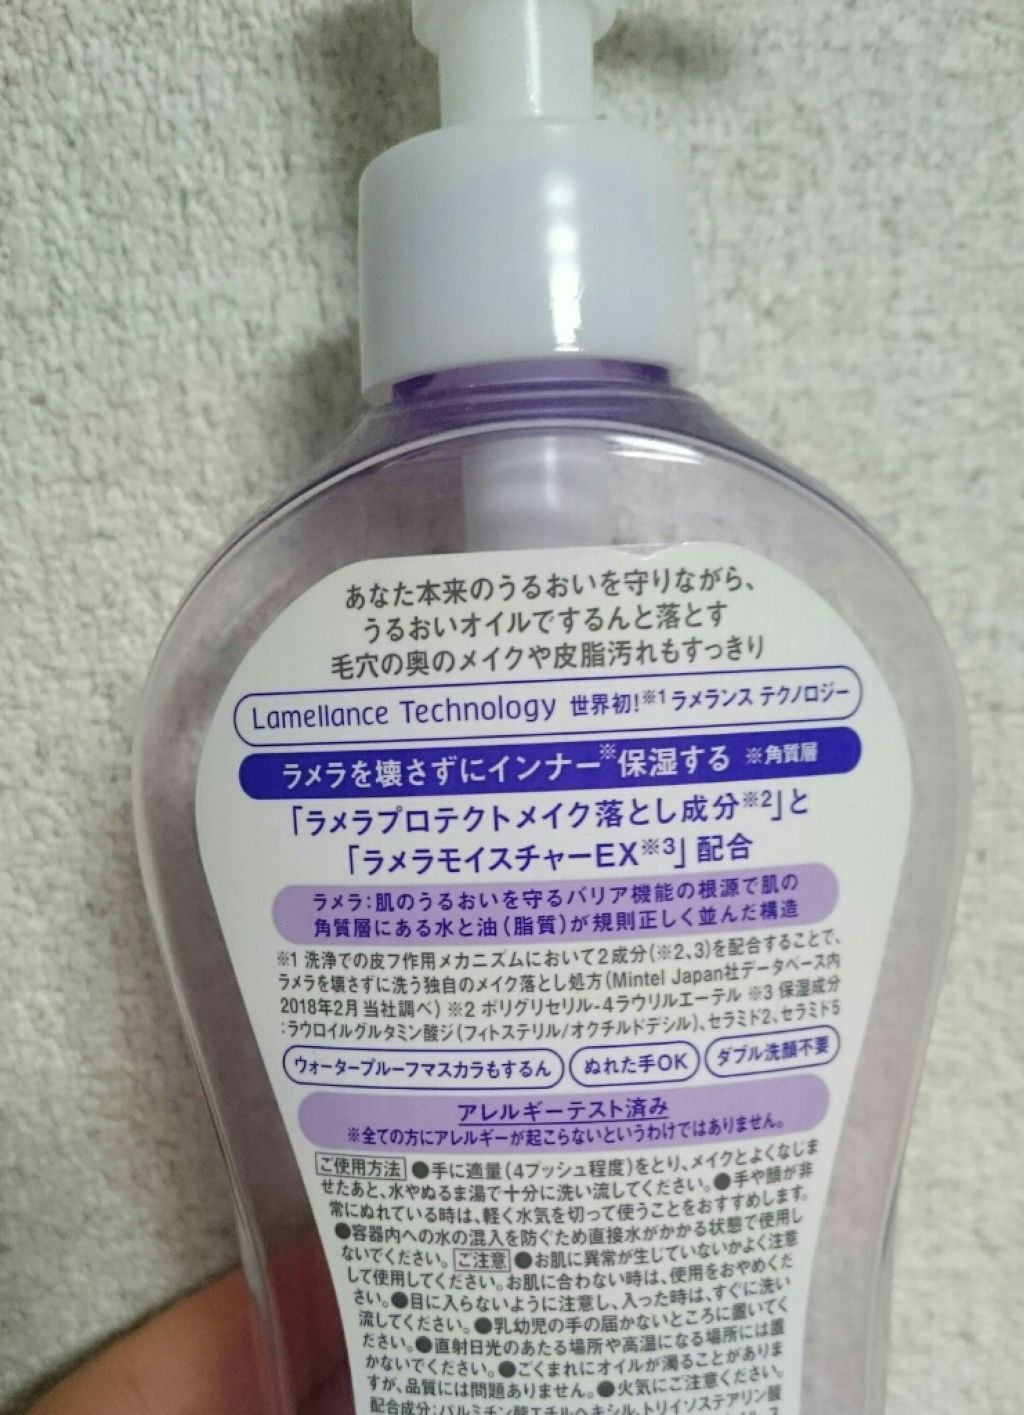 あなた本来のうるおいを守りながら、
うるおいオイルでするんと落とす
毛穴の奥のメイクや皮脂汚れもすっきり
Lamellance Technology 世界初!※1 ラメランス テクノロジー
ラメラを壊さずにインナー※保湿する ※角質層
「ラメラプロテクトメイク落とし成分※2」と
「ラメラモイスチャーEX※3」配合
ラメラ:肌のうるおいを守るバリア機能の根源で肌の
角質層にある水と油(脂質)が規則正しく並んだ構造
※1 洗浄での皮フ作用メカニズムにおいて2成分(※2、3)を配合することで、
ラメラを壊さずに洗う独自のメイク落とし処方(Mintel Japan社データベース内
2018年2月 当社調べ) ※2 ポリグリセリル-4ラウリルエーテル ※3 保湿成分
:ラウロイルグルタミン酸ジ(フィトステリル/オクチルドデシル)、セラミド2、セラミド5
ウォータープルーフマスカラもするん ぬれた手OK ダブル洗顔不要
アレルギーテスト済み
※全ての方にアレルギーが起こらないというわけではありません。
ご使用方法 ●手に適量(4プッシュ程度)をとり、メイクとよくなじま
せたあと、水やぬるま湯で十分に洗い流してください。●手や顔が非
常にぬれている時は、軽く水気を切って使うことをおすすめします。
●容器内への水の混入を防ぐため直接水がかかる状態で使用し
ないでください。 ご注意 ●お肌に異常が生じていないかよく注意
して使用してください。お肌に合わない時は、使用をおやめくだ
さい。●目に入らないように注意し、入った時は、すぐに洗い
流してください。●乳幼児の手の届かないところに置いてく
ださい。●直射日光のあたる場所や高温になる場所には置
かないでください。●ごくまれにオイルが濁ることがありま
すが、品質には問題ありません。●火気にご注意ください。
配合成分:パルミチン酸エチルヘキシル、トリイソステアリン酸